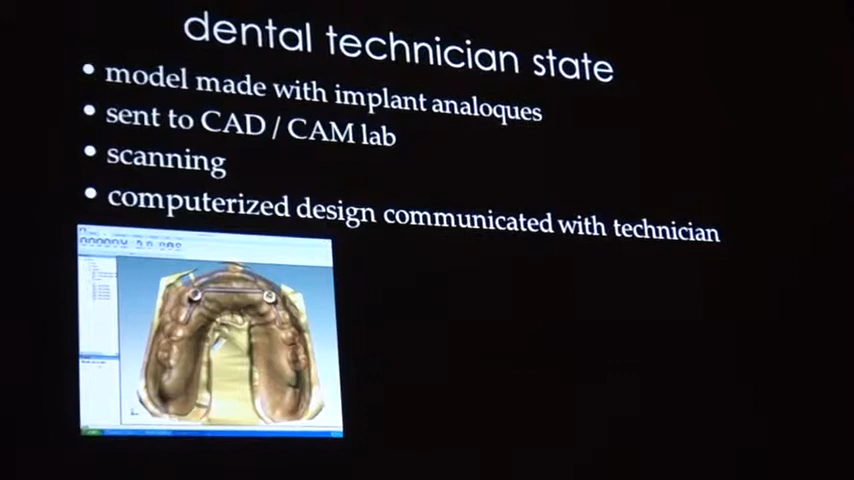 dental technician state
• model made with implant analoques
• sent to CAD / CAM lab
• scanning
• computerized design communicated with technician